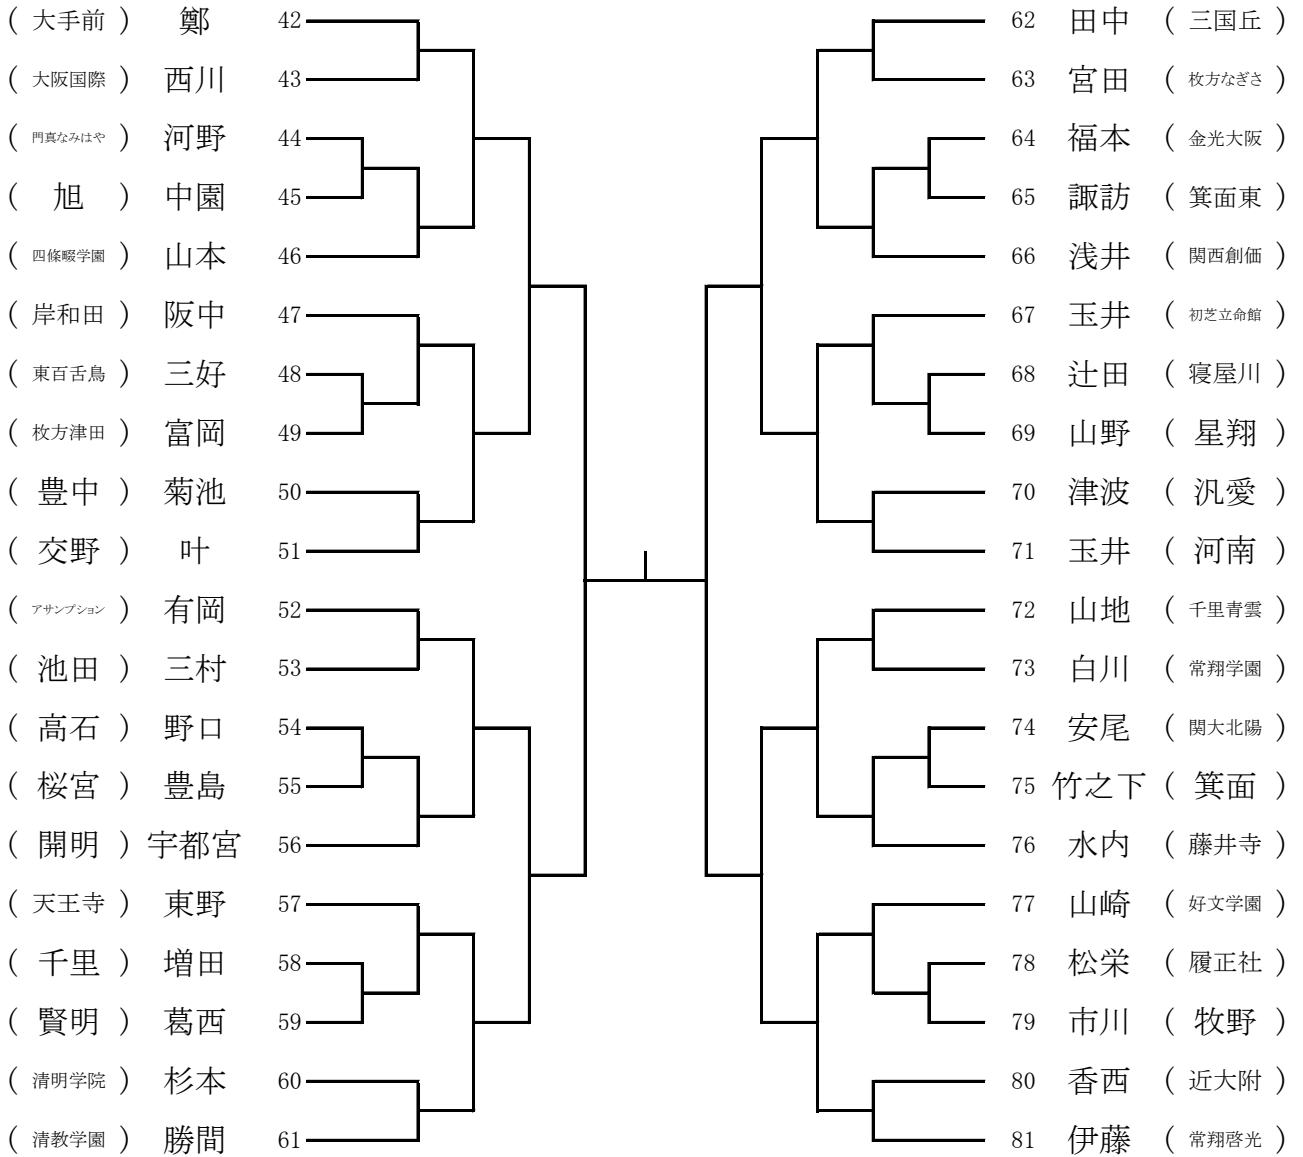 （大手前） 鄭 42
（大阪国際） 西川 43
（門真なみはや） 河野 44
（旭） 中園 45
（四條畷学園） 山本 46
（岸和田） 阪中 47
（東百舌鳥） 三好 48
（枚方津田） 富岡 49
（豊中） 菊池 50
（交野） 叶 51
（アサンプション） 有岡 52
（池田） 三村 53
（高石） 野口 54
（桜宮） 豊島 55
（開明） 宇都宮 56
（天王寺） 東野 57
（千里） 増田 58
（賢明） 葛西 59
（清明学院） 杉本 60
（清教学園） 勝間 61
62 田中 （三国丘）
63 宮田 （枚方なぎさ）
64 福本 （金光大阪）
65 諏訪 （箕面東）
66 浅井 （関西創価）
67 玉井 （初芝立命館）
68 辻田 （寝屋川）
69 山野 （星翔）
70 津波 （汎愛）
71 玉井 （河南）
72 山地 （千里青雲）
73 白川 （常翔学園）
74 安尾 （関大北陽）
75 竹之下 （箕面）
76 水内 （藤井寺）
77 山崎 （好文学園）
78 松栄 （履正社）
79 市川 （牧野）
80 香西 （近大附）
81 伊藤 （常翔啓光）